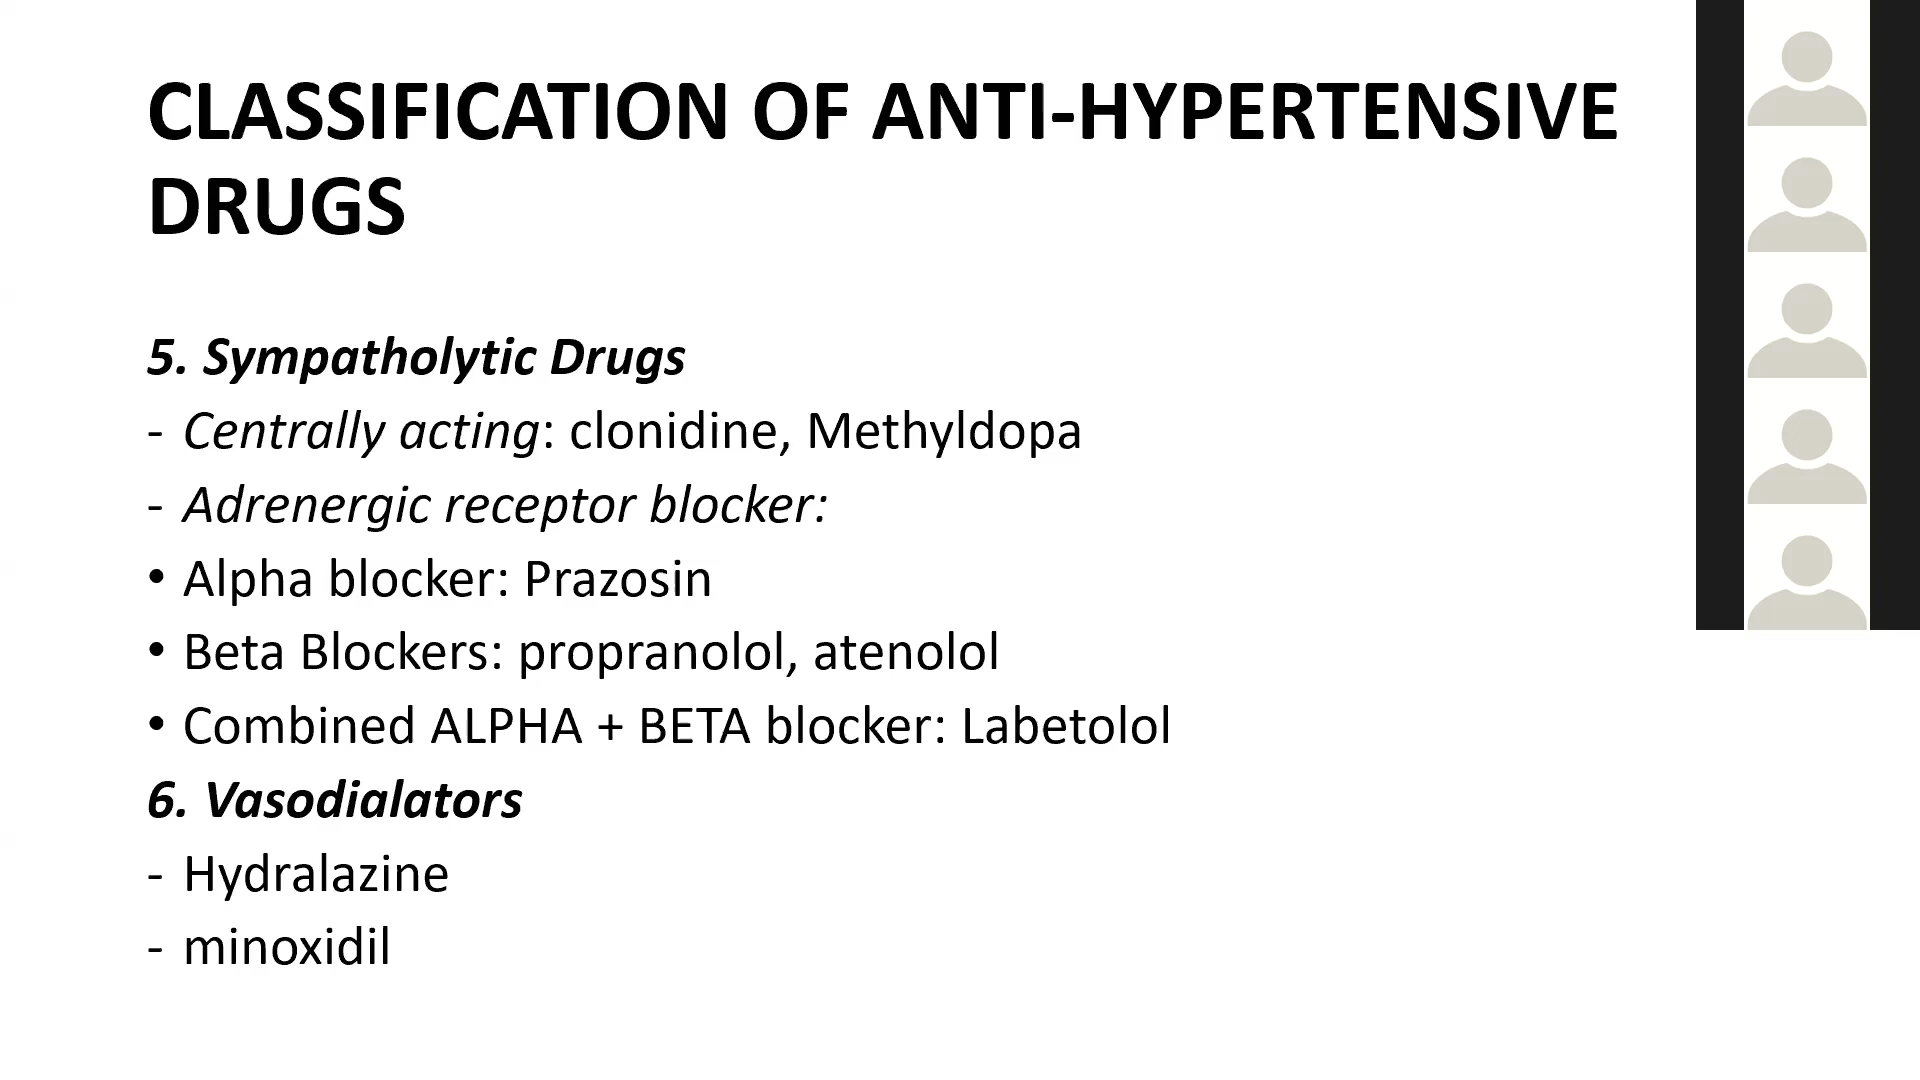 CLASSIFICATION OF ANTI-HYPERTENSIVE
DRUGS
5. Sympatholytic Drugs
- Centrally acting: clonidine, Methyldopa
- Adrenergic receptor blocker:
• Alpha blocker: Prazosin
• Beta Blockers: propranolol, atenolol
• Combined ALPHA + BETA blocker: Labetolol
6. Vasodialators
- Hydralazine
- minoxidil